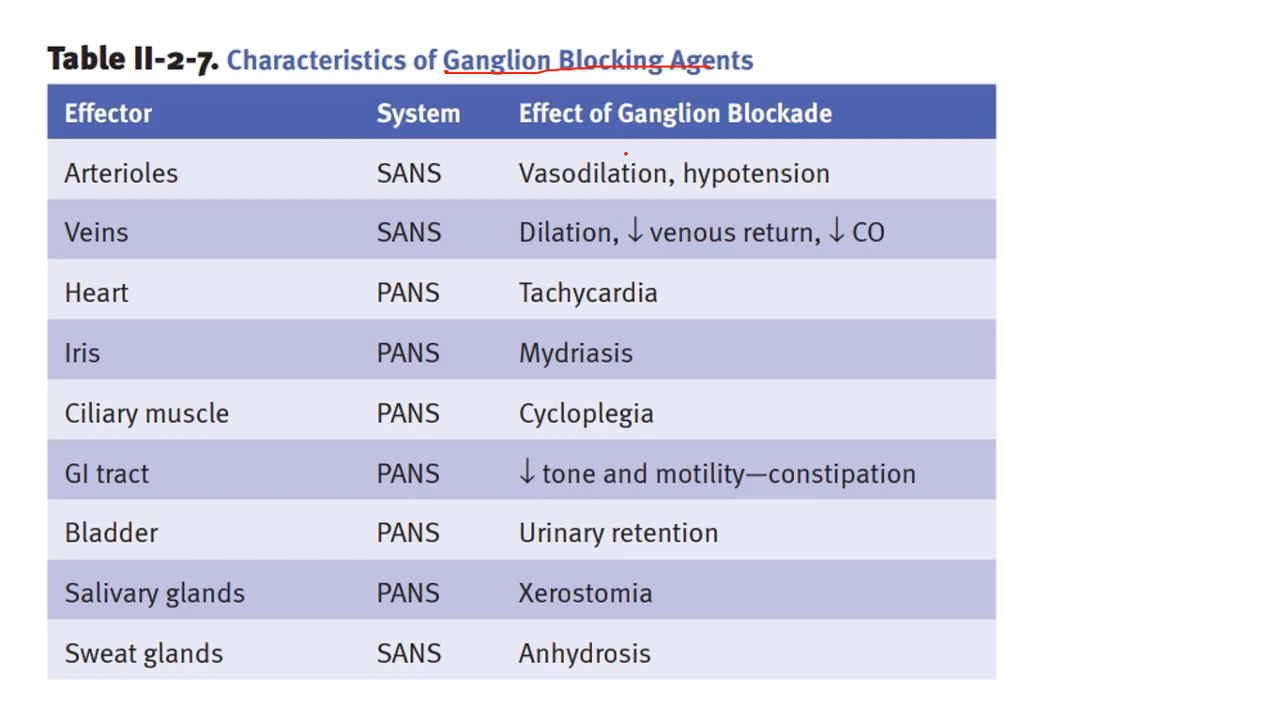 Table II-2-7. Characteristics of Ganglion Blocking Agents
Effector System Effect of Ganglion Blockade
Arterioles SANS Vasodilation, hypotension
Veins SANS Dilation, ↓ venous return, ↓ CO
Heart PANS Tachycardia
Iris PANS Mydriasis
Ciliary muscle PANS Cycloplegia
GI tract PANS ↓ tone and motility—constipation
Bladder PANS Urinary retention
Salivary glands PANS Xerostomia
Sweat glands SANS Anhydrosis